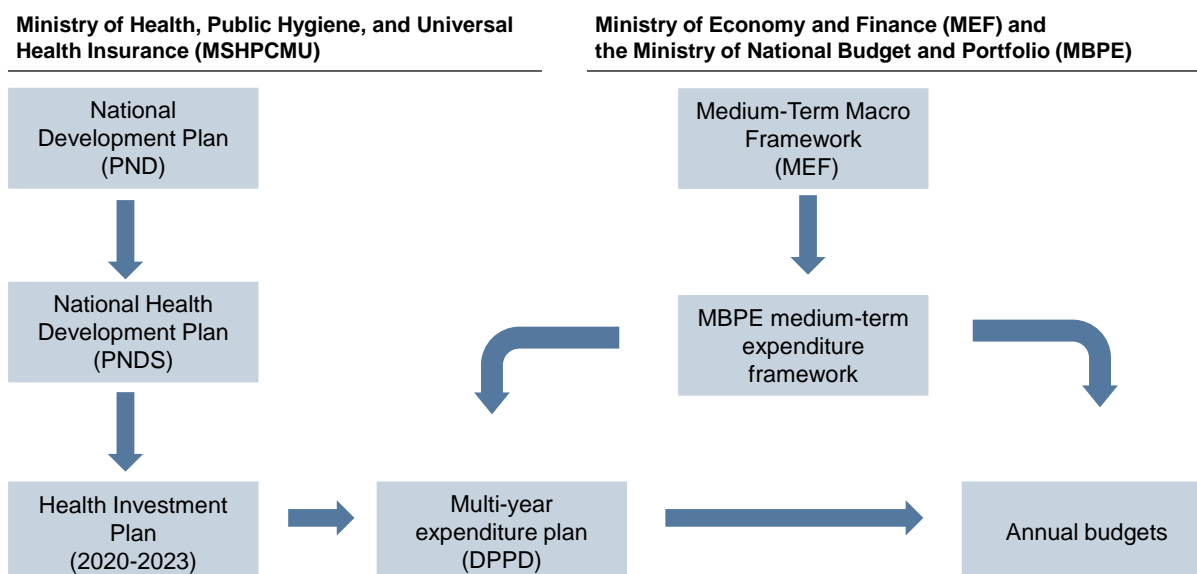 Ministry of Health, Public Hygiene, and Universal
Health Insurance (MSHPCMU)
Ministry of Economy and Finance (MEF) and
the Ministry of National Budget and Portfolio (MBPE)
National
Development Plan
(PND)
Medium-Term Macro
Framework
(MEF)
National Health
Development Plan
(PNDS)
MBPE medium-term
expenditure
framework
Health Investment
Plan
(2020-2023)
Multi-year
expenditure plan
(DPPD)
Annual budgets